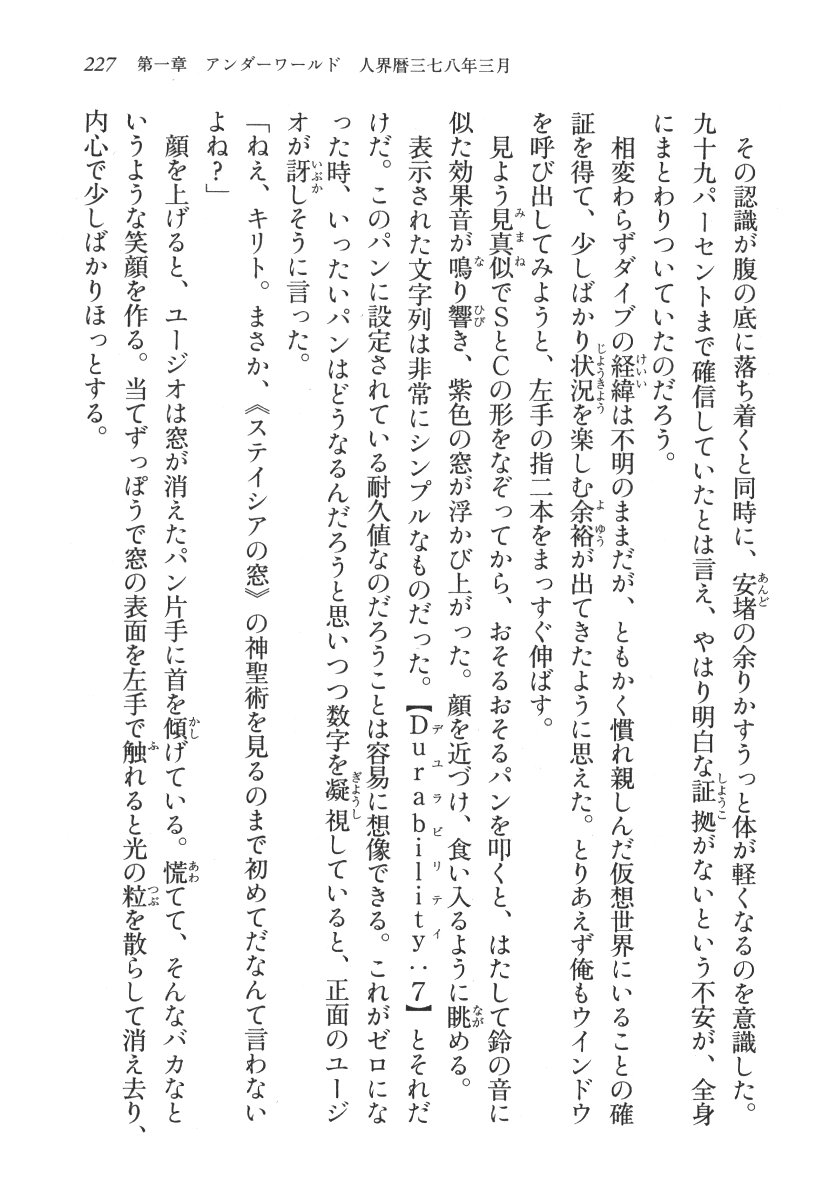 227 第一章 アンダーワールド 人界暦三七八年三月
その認識が腹の底に落ち着くと同時に、安堵の余りかすうっと体が軽くなるのを意識した。
九十九パーセントまで確信していたとは言え、やはり明白な証拠がないという不安が、全身
にまとわりついていたのだろう。
相変わらずダイブの経緯は不明のままだが、ともかく慣れ親しんだ仮想世界にいることの確
証を得て、少しばかり状況を楽しむ余裕が出てきたように思えた。とりあえず俺もウインドウ
を呼び出してみようと、左手の指二本をまっすぐ伸ばす。
見よう見真似でSとCの形をなぞってから、おそるおそるパンを叩くと、はたして鈴の音に
似た効果音が鳴り響き、紫色の窓が浮かび上がった。顔を近づけ、食い入るように眺める。
表示された文字列は非常にシンプルなものだった。【Durability:7】とそれだ
けだ。このパンに設定されている耐久値なのだろうことは容易に想像できる。これがゼロにな
った時、いったいパンはどうなるんだろうと思いつつ数字を凝視していると、正面のユージ
オが訝しそうに言った。
「ねえ、キリト。まさか、《ステイシアの窓》の神聖術を見るのまで初めてだなんて言わない
よね?」
顔を上げると、ユージオは窓が消えたパン片手に首を傾げている。慌てて、そんなバカなと
いうような笑顔を作る。当てずっぽうで窓の表面を左手で触れると光の粒を散らして消え去り、
内心で少しばかりほっとする。